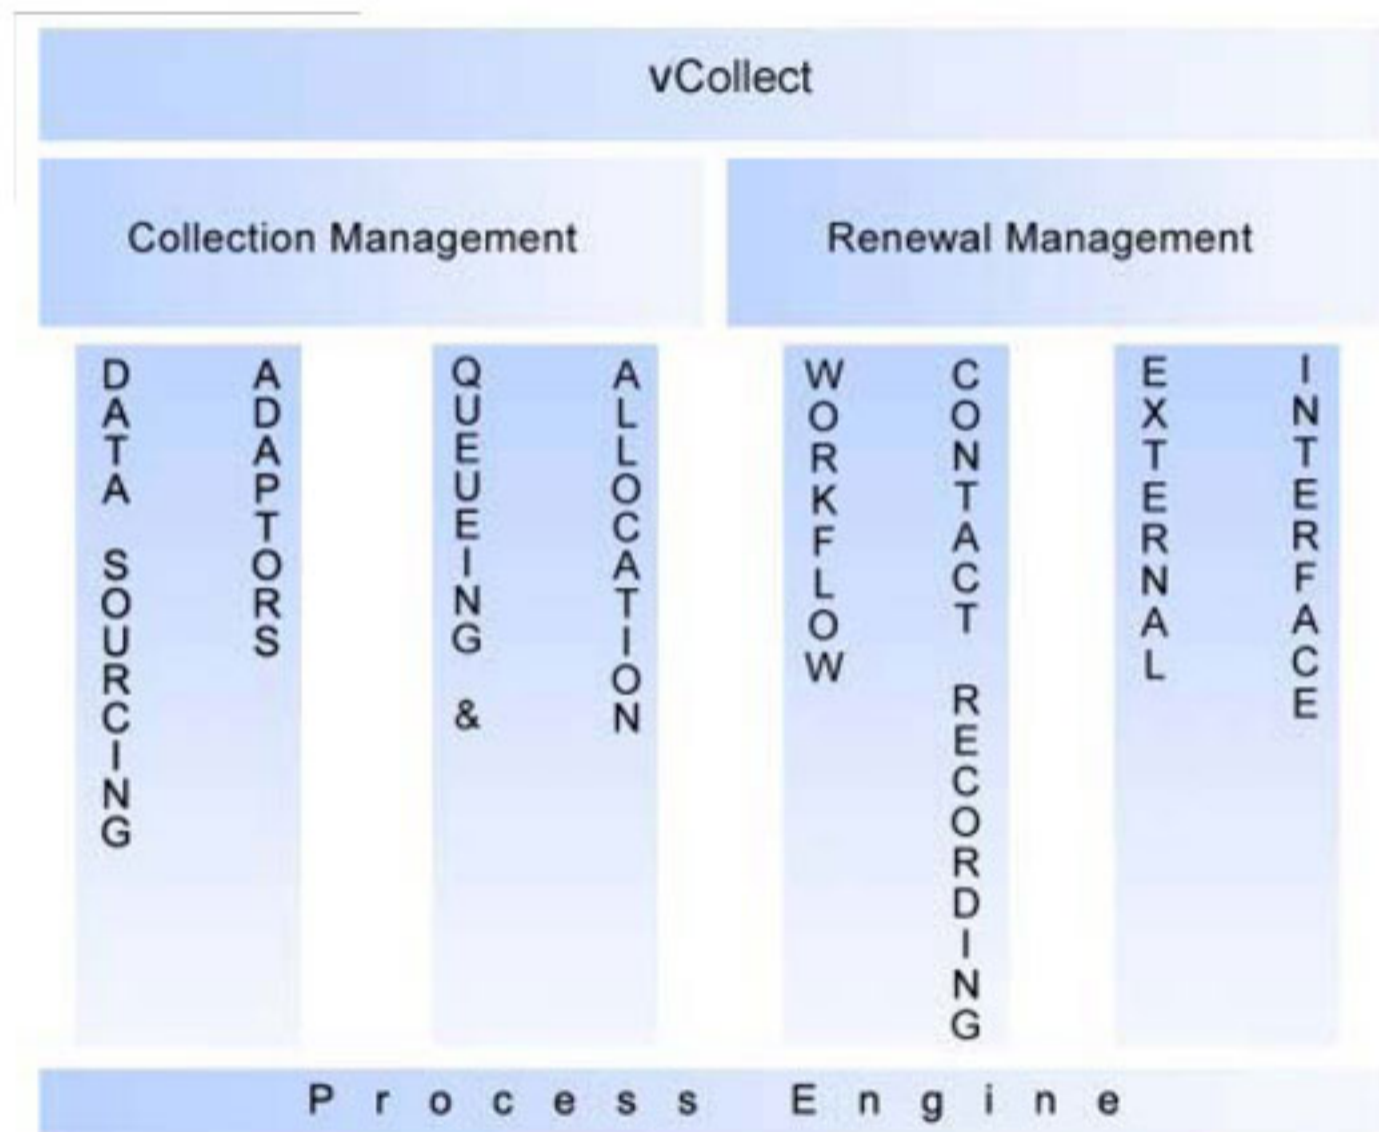 vCollect
Collection Management
Renewal Management
DATA SOURCING
ADAPTORS
QUEUEING &
ALLOCATION
WORKFLOW
CONTACT RECORDING
EXTERNAL
INTERFACE
Process Engine